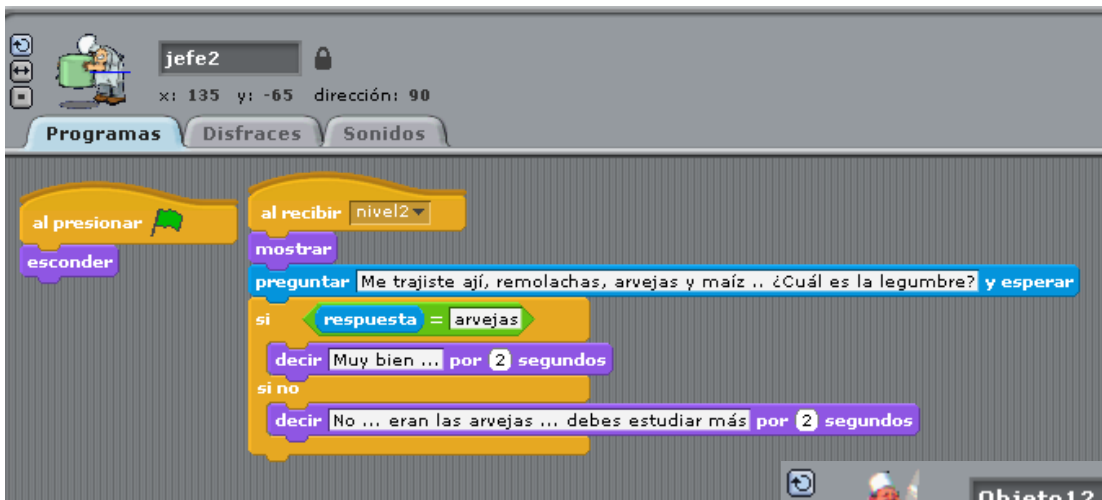 jefe2
x: 135 y: -65 dirección: 90
Programas Disfraces Sonidos
al presionar
esconder
al recibir nivel2
mostrar
preguntar Me trajiste ají, remolachas, arvejas y maíz .. ¿Cuál es la legumbre? y esperar
si respuesta = arvejas
decir Muy bien ... por 2 segundos
si no
decir No ... eran las arvejas ... debes estudiar más por 2 segundos
Objeto12